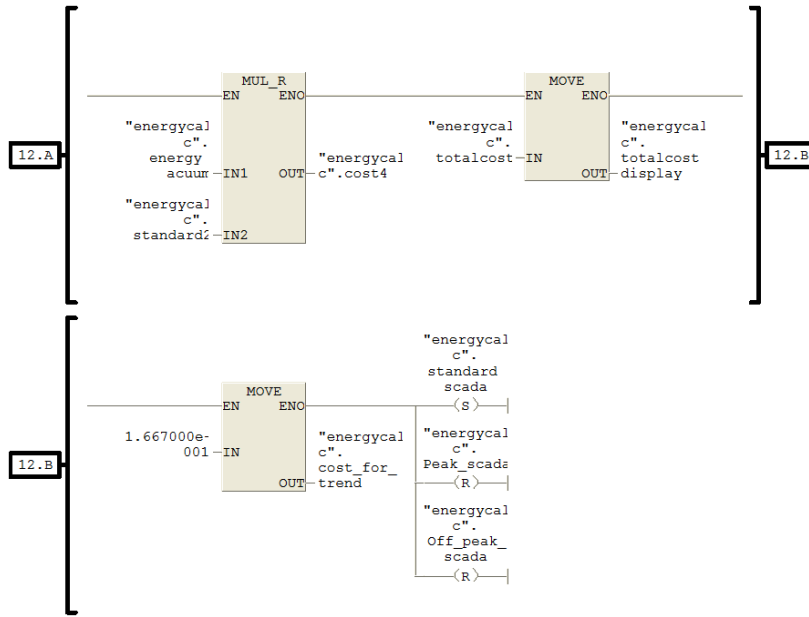 MUL_R
MOVE
EN ENO
EN ENO
"energycal
c".
energy
acuum
IN1
"energycal
c".
standard2
IN2
OUT
"energycal
c".cost4
"energycal
c".
totalcost
IN
OUT
"energycal
c".
totalcost
display
12.A
12.B
MOVE
EN ENO
1.667000e-
001
IN
OUT
"energycal
c".
cost_for_
trend
"energycal
c".
standard
scada
(S)
"energycal
c".
Peak_scada
(R)
"energycal
c".
Off_peak_
scada
(R)
12.B